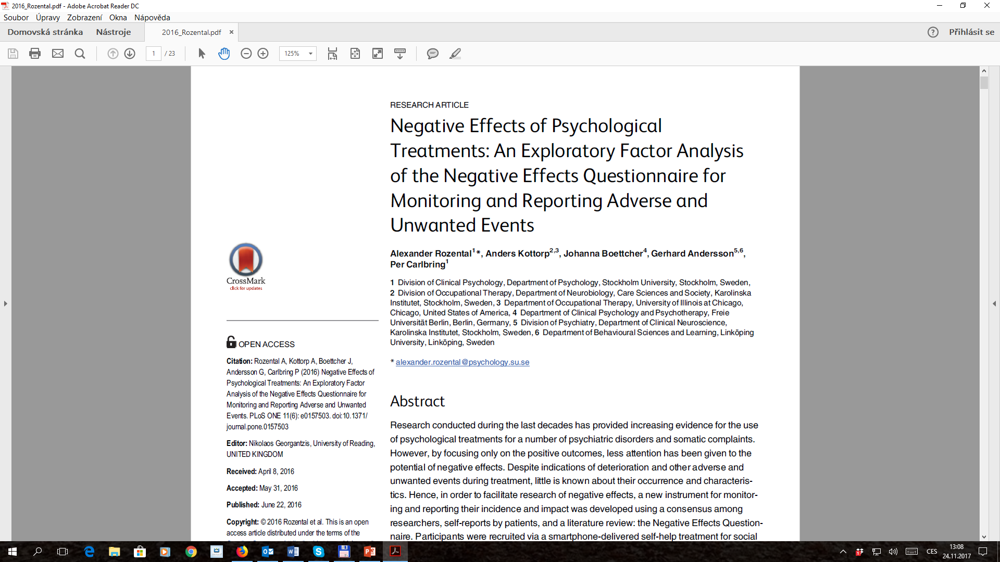 2016_Rozental.pdf - Adobe Acrobat Reader DC
Soubor Úpravy Zobrazení Okna Nápověda
Domovská stránka Nástroje 2016_Rozental.pdf × ? Přihlásit se
1 / 23 125%
RESEARCH ARTICLE
Negative Effects of Psychological
Treatments: An Exploratory Factor Analysis
of the Negative Effects Questionnaire for
Monitoring and Reporting Adverse and
Unwanted Events
Alexander Rozental1*, Anders Kottorp2,3, Johanna Boettcher4, Gerhard Andersson5,6,
Per Carlbring1
1 Division of Clinical Psychology, Department of Psychology, Stockholm University, Stockholm, Sweden,
2 Division of Occupational Therapy, Department of Neurobiology, Care Sciences and Society, Karolinska
Institutet, Stockholm, Sweden, 3 Department of Occupational Therapy, University of Illinois at Chicago,
Chicago, United States of America, 4 Department of Clinical Psychology and Psychotherapy, Freie
Universität Berlin, Berlin, Germany, 5 Division of Psychiatry, Department of Clinical Neuroscience,
Karolinska Institutet, Stockholm, Sweden, 6 Department of Behavioural Sciences and Learning, Linköping
University, Linköping, Sweden
* alexander.rozental@psychology.su.se
CrossMark
click for updates
OPEN ACCESS
Citation: Rozental A, Kottorp A, Boettcher J,
Andersson G, Carlbring P (2016) Negative Effects of
Psychological Treatments: An Exploratory Factor
Analysis of the Negative Effects Questionnaire for
Monitoring and Reporting Adverse and Unwanted
Events. PLoS ONE 11(6): e0157503. doi:10.1371/
journal.pone.0157503
Editor: Nikolaos Georgantzis, University of Reading,
UNITED KINGDOM
Received: April 8, 2016
Accepted: May 31, 2016
Published: June 22, 2016
Copyright: © 2016 Rozental et al. This is an open
access article distributed under the terms of the
Abstract
Research conducted during the last decades has provided increasing evidence for the use
of psychological treatments for a number of psychiatric disorders and somatic complaints.
However, by focusing only on the positive outcomes, less attention has been given to the
potential of negative effects. Despite indications of deterioration and other adverse and
unwanted events during treatment, little is known about their occurrence and characteris-
tics. Hence, in order to facilitate research of negative effects, a new instrument for monitor-
ing and reporting their incidence and impact was developed using a consensus among
researchers, self-reports by patients, and a literature review: the Negative Effects Question-
naire. Participants were recruited via a smartphone-delivered self-help treatment for social
CES
13:08
24.11.2017